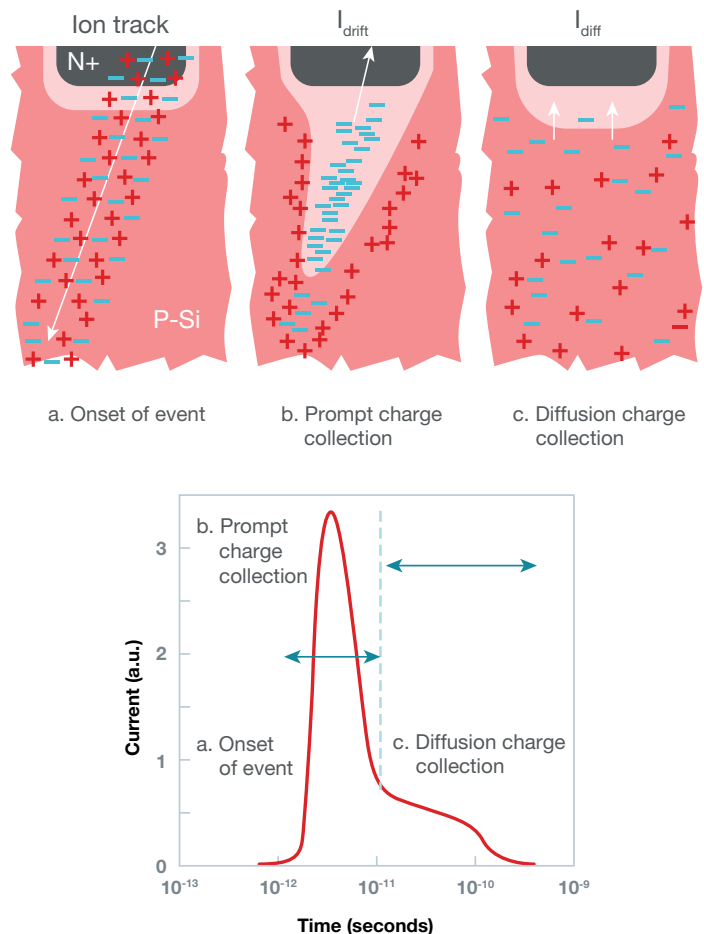 Ion track
I_drift
I_diff
N+
P-Si
a. Onset of event
b. Prompt charge
collection
c. Diffusion charge
collection
b. Prompt
charge
collection
a. Onset
of event
c. Diffusion charge
collection
Current (a.u.)
3
2
1
0
10-13
10-12
10-11
10-10
10-9
Time (seconds)